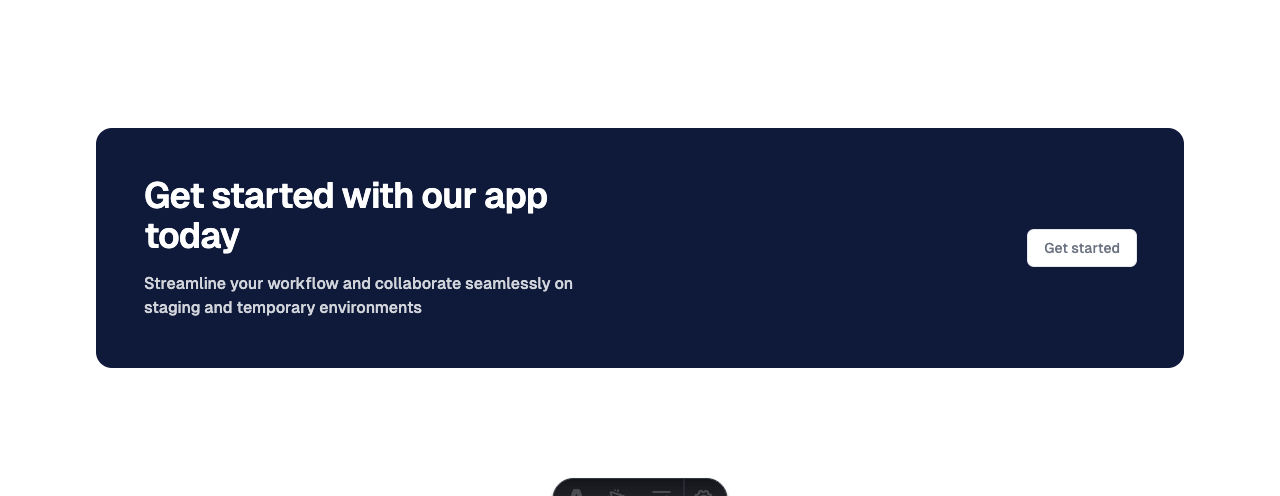 Get started with our app
today
Streamline your workflow and collaborate seamlessly on
staging and temporary environments
Get started